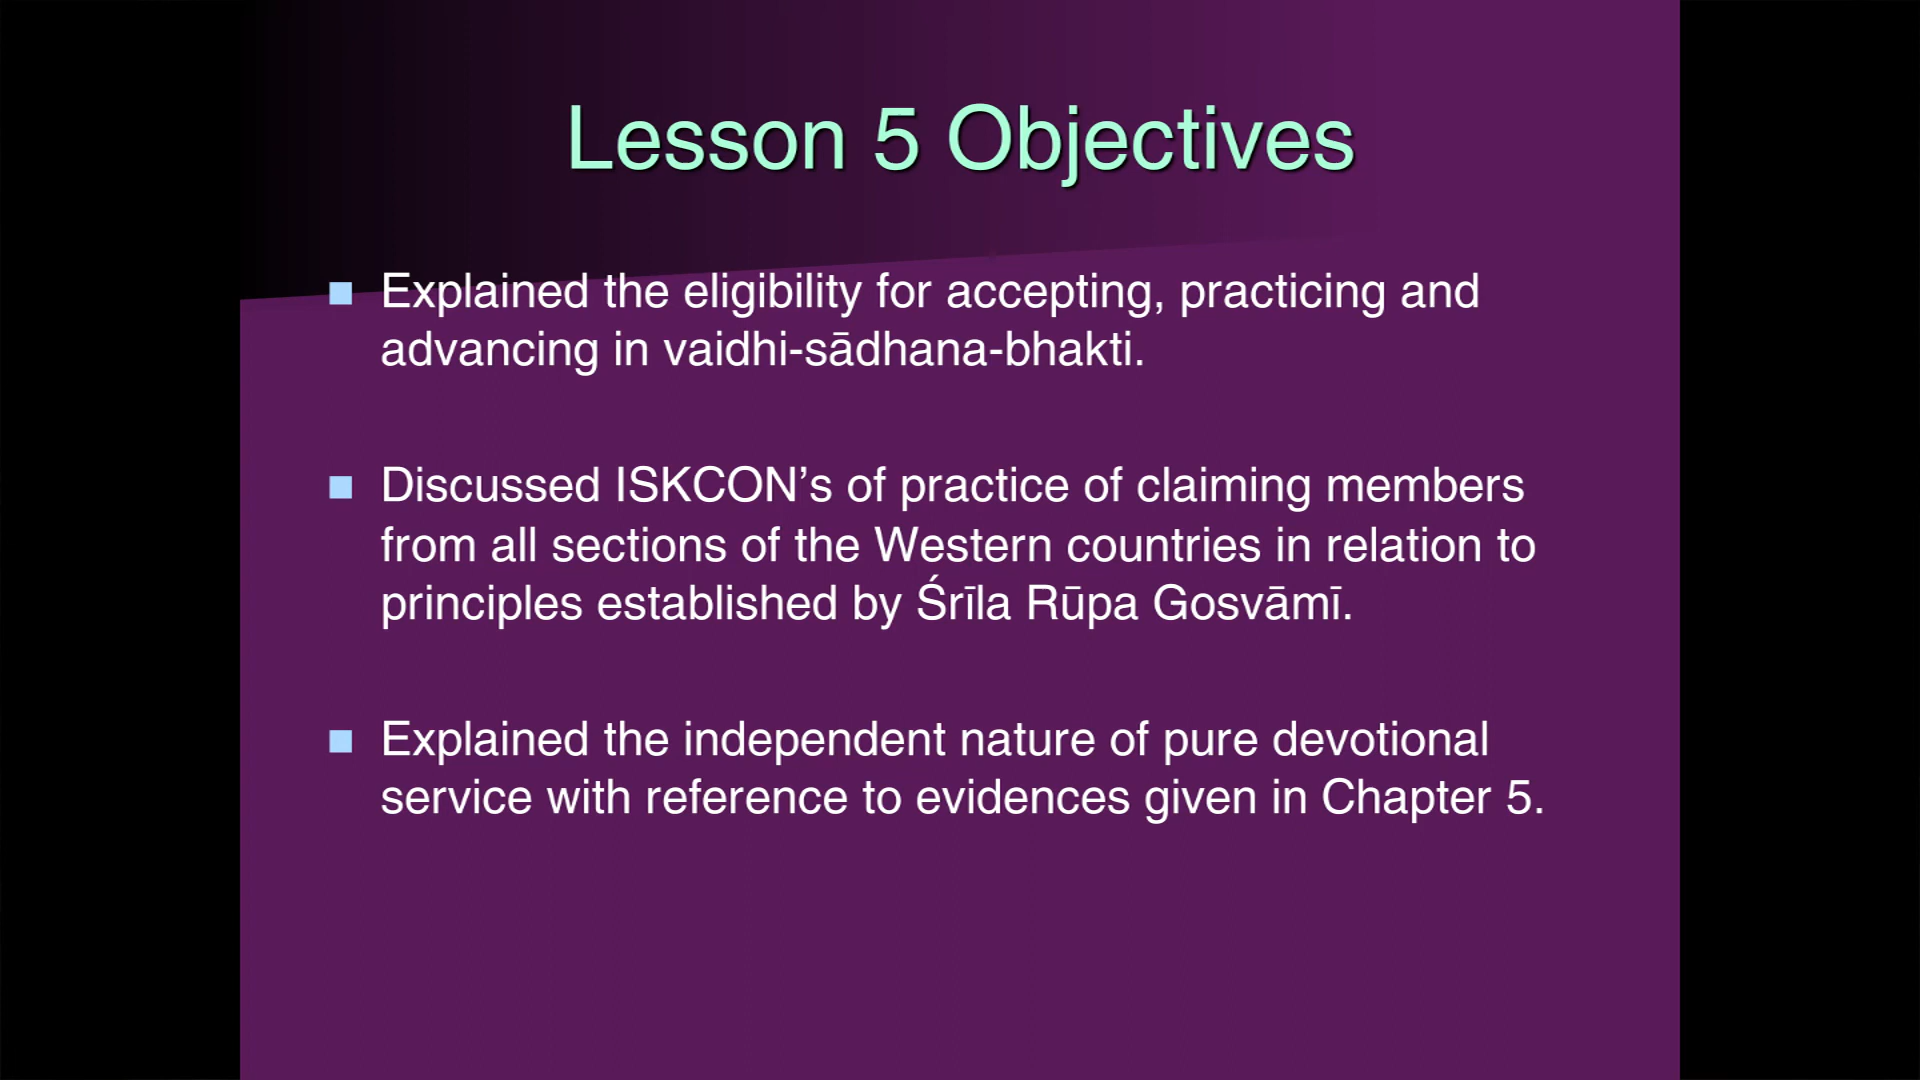 Lesson 5 Objectives
Explained the eligibility for accepting, practicing and
advancing in vaidhi-sādhana-bhakti.
Discussed ISKCON’s of practice of claiming members
from all sections of the Western countries in relation to
principles established by Śrīla Rūpa Gosvāmī.
Explained the independent nature of pure devotional
service with reference to evidences given in Chapter 5.